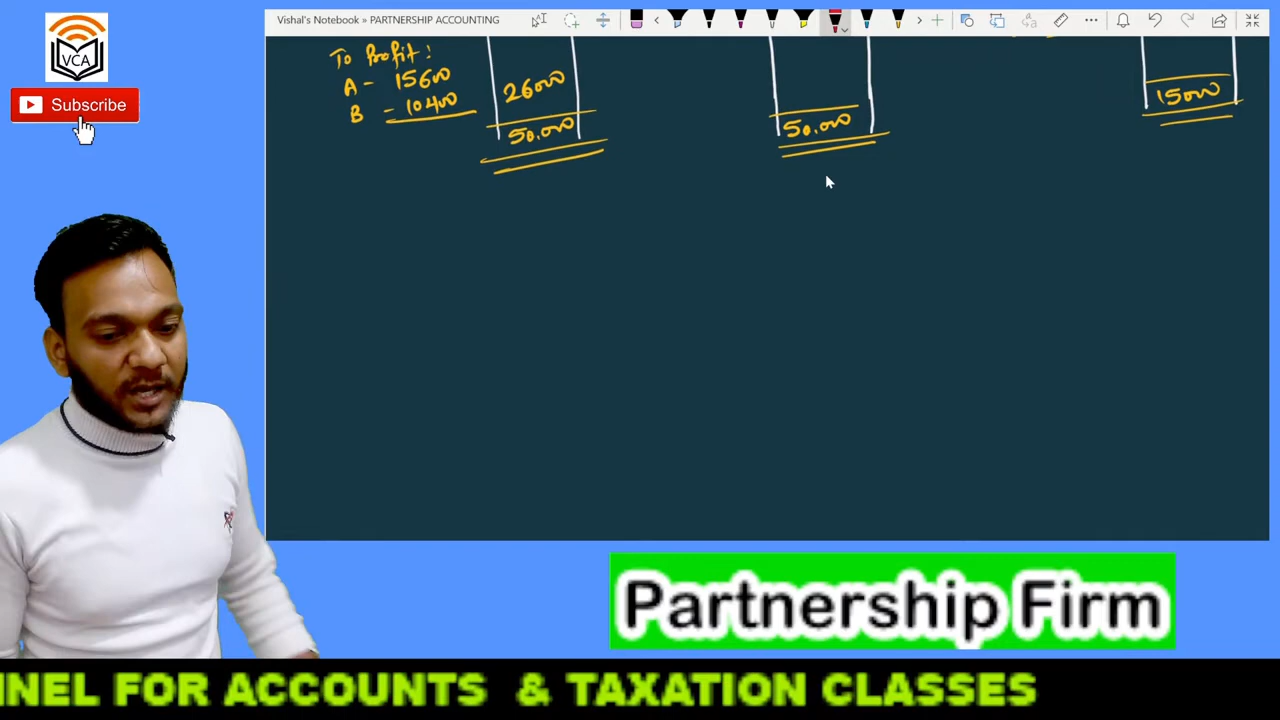 VCA
Subscribe
Vishal's Notebook » PARTNERSHIP ACCOUNTING
To Profit:
A - 15600
B - 10400
26000
50,000
50,000
15000
Partnership Firm
NNEL FOR ACCOUNTS & TAXATION CLASSES